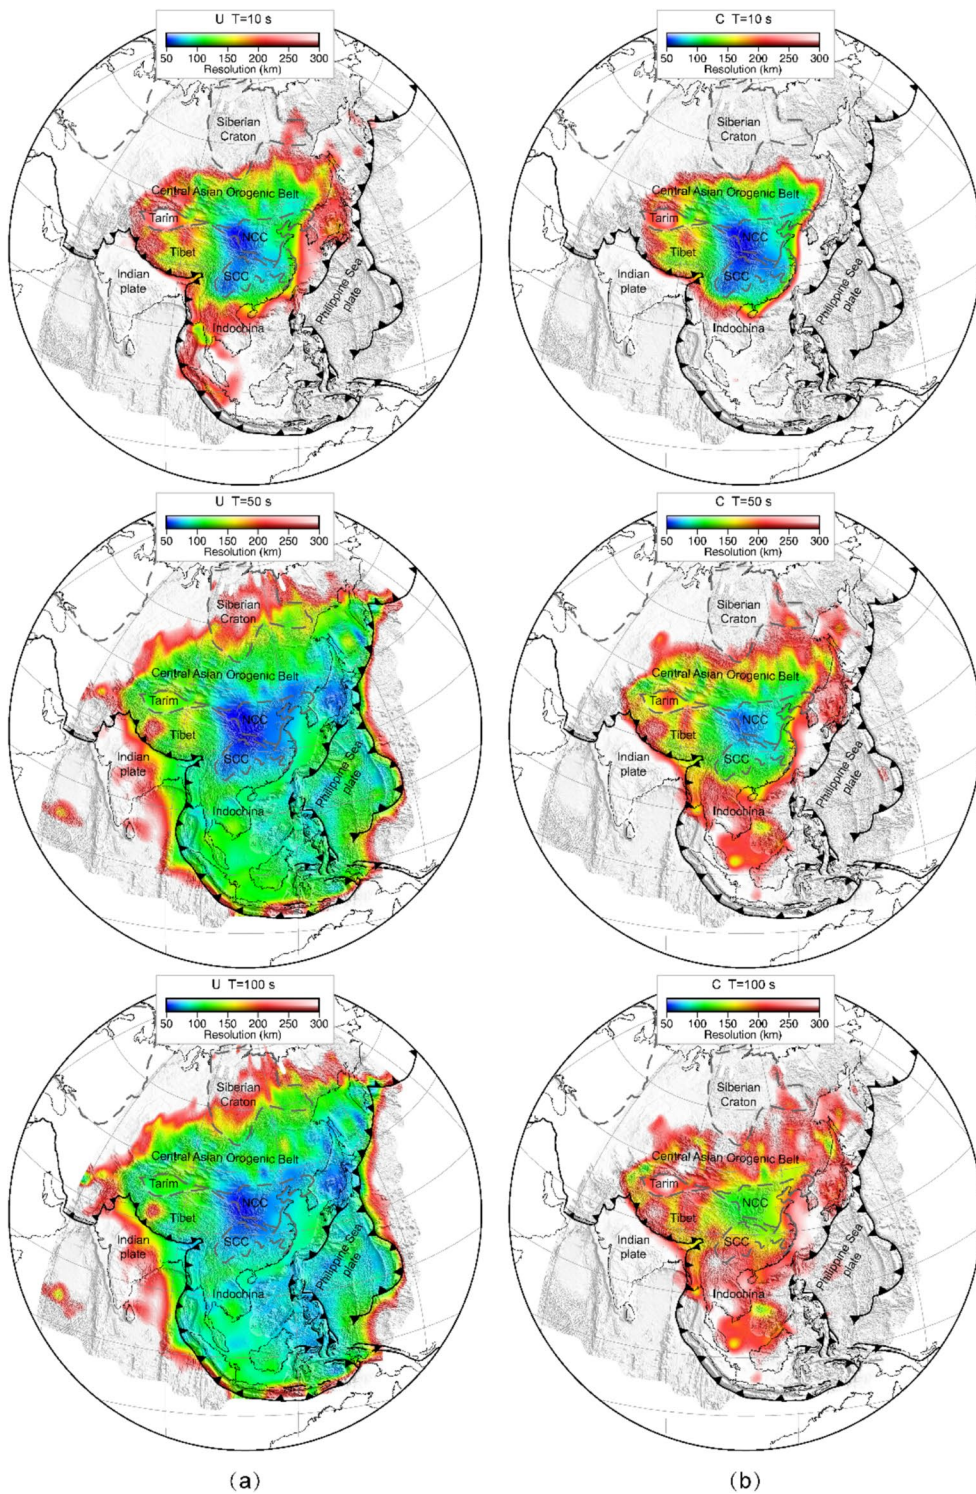 U T=10 s
50 100 150 200 250 300
Resolution (km)
Siberian
Craton
Central Asian Orogenic Belt
Tarim
NCC
Tibet
SCC
Indian
plate
Philippine Sea
plate
Indochina
C T=10 s
50 100 150 200 250 300
Resolution (km)
Siberian
Craton
Central Asian Orogenic Belt
Tarim
NCC
Tibet
SCC
Indian
plate
Philippine Sea
plate
Indochina
U T=50 s
50 100 150 200 250 300
Resolution (km)
Siberian
Craton
Central Asian Orogenic Belt
Tarim
NCC
Tibet
SCC
Indian
plate
Philippine Sea
plate
Indochina
C T=50 s
50 100 150 200 250 300
Resolution (km)
Siberian
Craton
Central Asian Orogenic Belt
Tarim
NCC
Tibet
SCC
Indian
plate
Philippine Sea
plate
Indochina
U T=100 s
50 100 150 200 250 300
Resolution (km)
Siberian
Craton
Central Asian Orogenic Belt
Tarim
NCC
Tibet
SCC
Indian
plate
Philippine Sea
plate
Indochina
C T=100 s
50 100 150 200 250 300
Resolution (km)
Siberian
Craton
Central Asian Orogenic Belt
Tarim
NCC
Tibet
SCC
Indian
plate
Philippine Sea
plate
Indochina
(a)
(b)